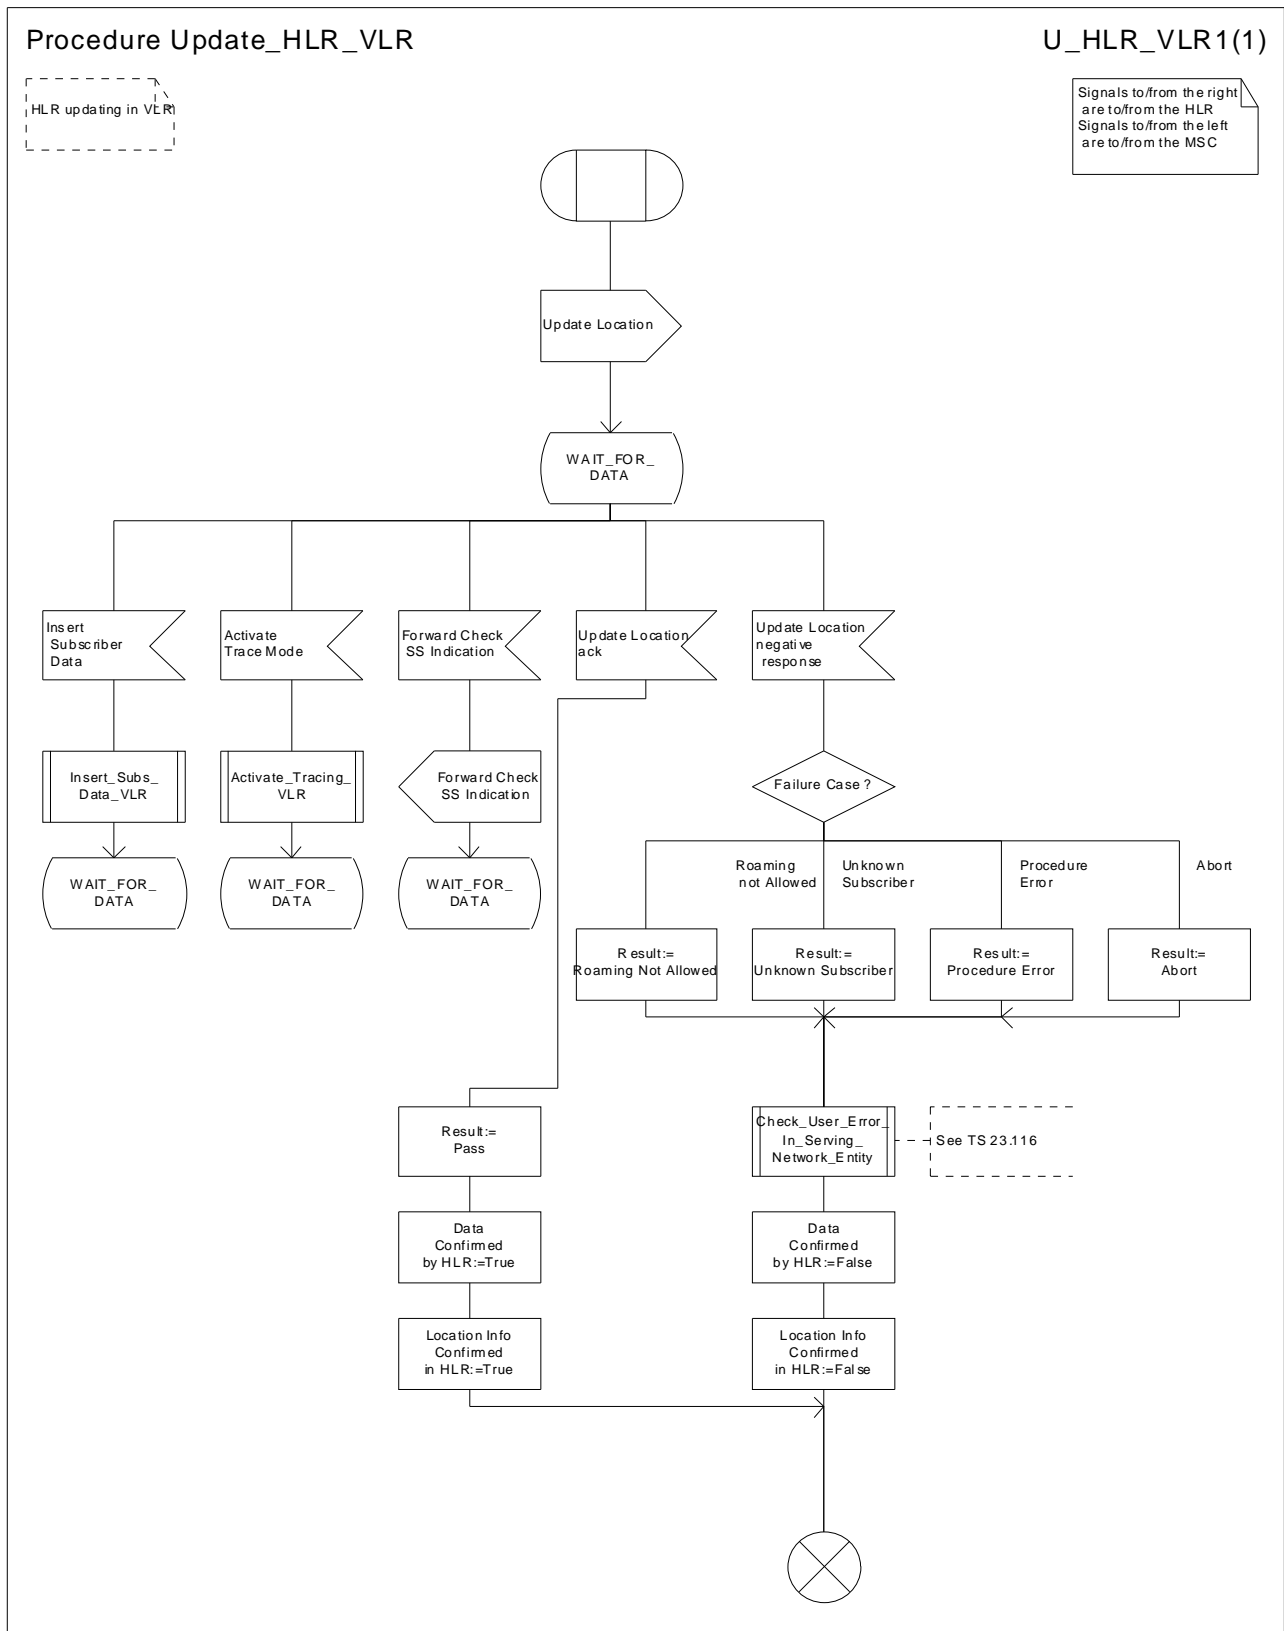 Procedure Update_HLR_VLR
U_HLR_VLR1(1)
HLR updating in VLR
Signals to/from the right
are to/from the HLR
Signals to/from the left
are to/from the MSC
Update Location
WAIT_FOR_
DATA
Insert
Subscriber
Data
Activate
Trace Mode
Forward Check
SS Indication
Update Location
ack
Update Location
negative
response
Insert_Subs_
Data_VLR
Activate_Tracing_
VLR
Forward Check
SS Indication
Failure Case ?
WAIT_FOR_
DATA
WAIT_FOR_
DATA
WAIT_FOR_
DATA
Roaming
not Allowed
Unknown
Subscriber
Procedure
Error
Abort
Result:=
Roaming Not Allowed
Result:=
Unknown Subscriber
Result:=
Procedure Error
Result:=
Abort
Result:=
Pass
Check_User_Error_
In_Serving_
Network_Entity
See TS 23.116
Data
Confirmed
by HLR:=True
Data
Confirmed
by HLR:=False
Location Info
Confirmed
in HLR:=True
Location Info
Confirmed
in HLR:=False